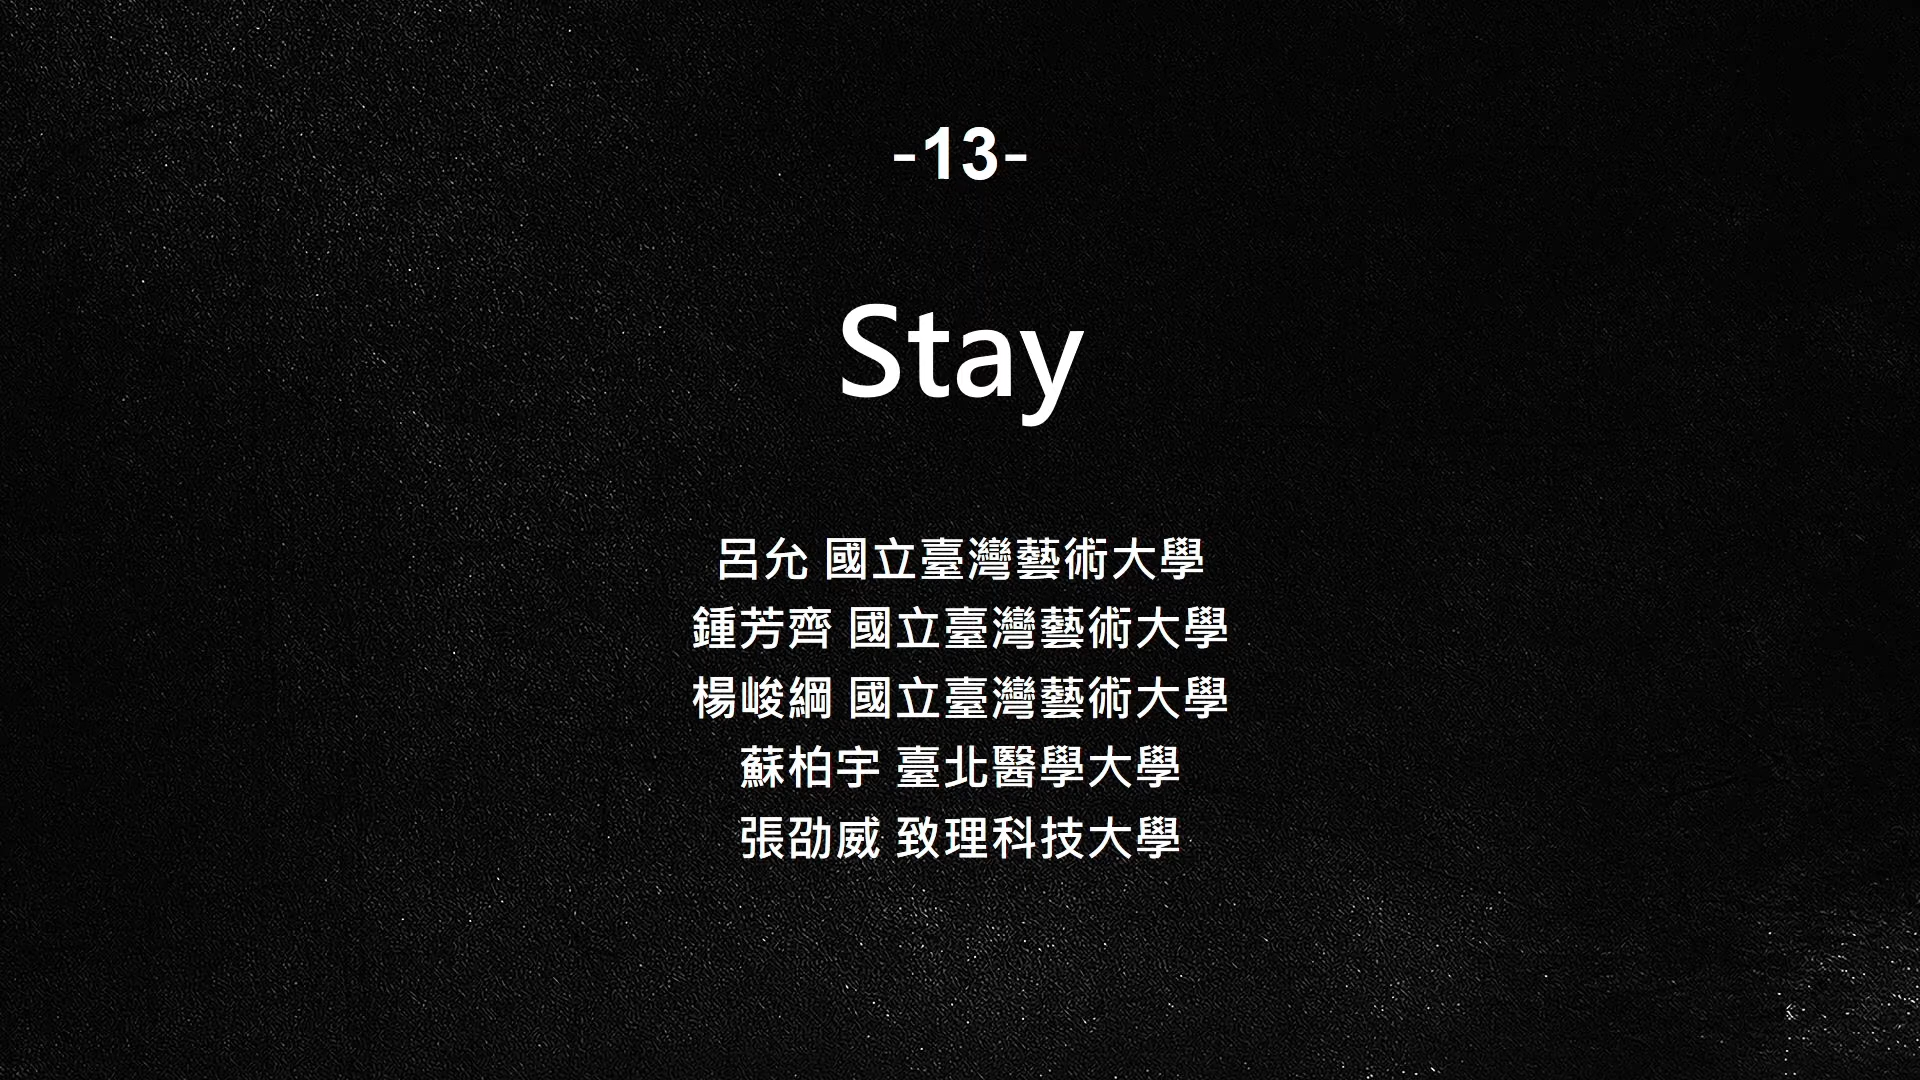 -13-
Stay
呂允 國立臺灣藝術大學
鍾芳齊 國立臺灣藝術大學
楊峻綱 國立臺灣藝術大學
蘇柏宇 臺北醫學大學
張劭威 致理科技大學